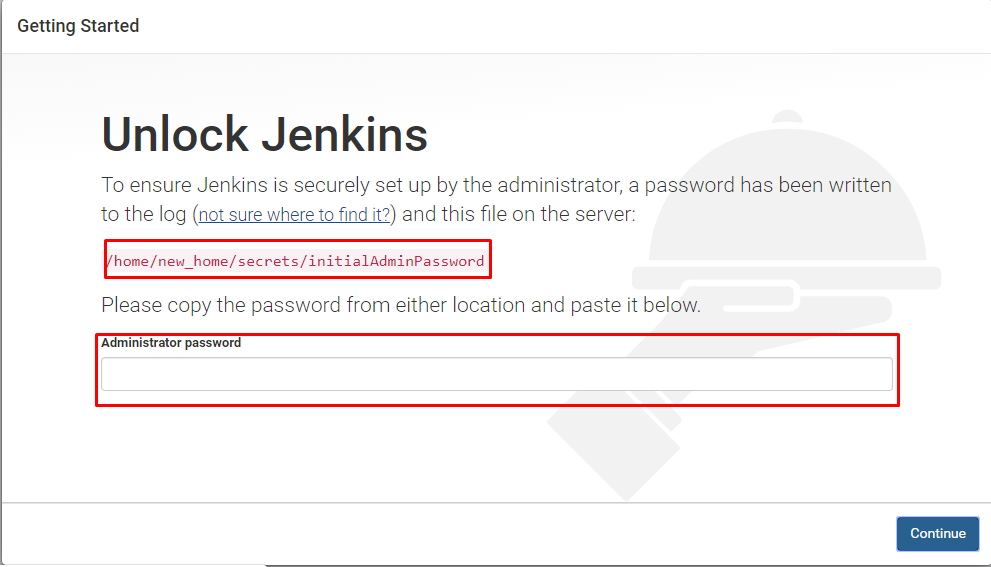 Getting Started
Unlock Jenkins
To ensure Jenkins is securely set up by the administrator, a password has been written
to the log (not sure where to find it?) and this file on the server:
/home/new_home/secrets/initialAdminPassword
Please copy the password from either location and paste it below.
Administrator password
Continue